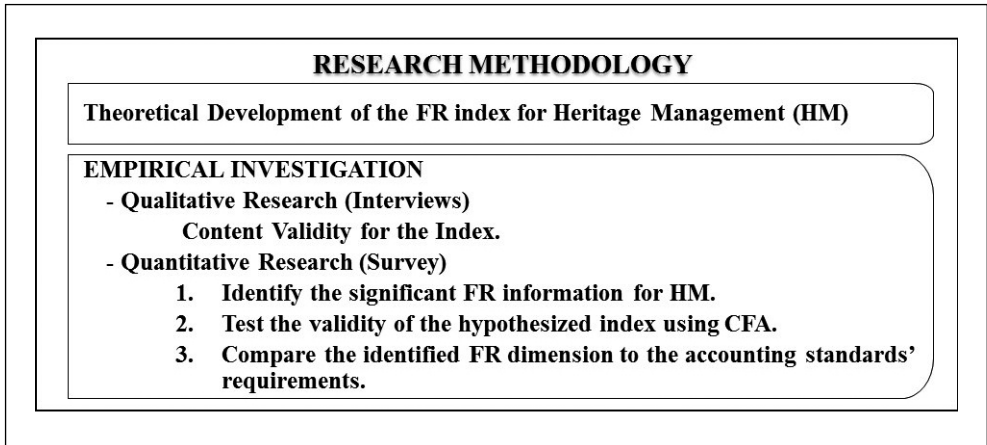 RESEARCH METHODOLOGY
Theoretical Development of the FR index for Heritage Management (HM)
EMPIRICAL INVESTIGATION
- Qualitative Research (Interviews)
Content Validity for the Index.
- Quantitative Research (Survey)
1. Identify the significant FR information for HM.
2. Test the validity of the hypothesized index using CFA.
3. Compare the identified FR dimension to the accounting standards’
requirements.